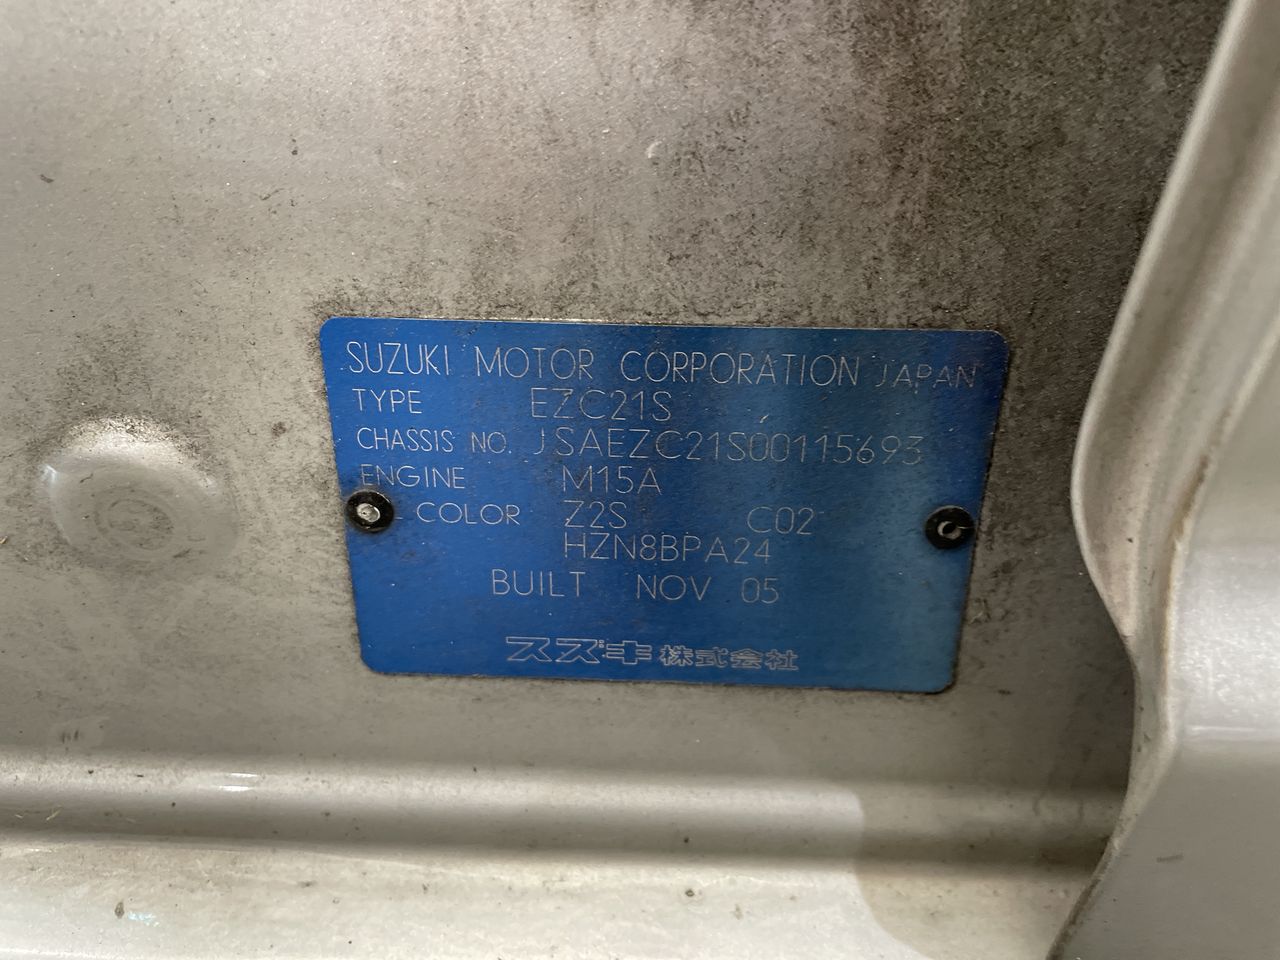 SUZUKI MOTOR CORPORATION JAPAN
TYPE EZC21S
CHASSIS NO. JSAEZC21S00115693
ENGINE M15A
COLOR Z2S C02
HZN8BPA24
BUILT NOV 05
スズキ株式会社